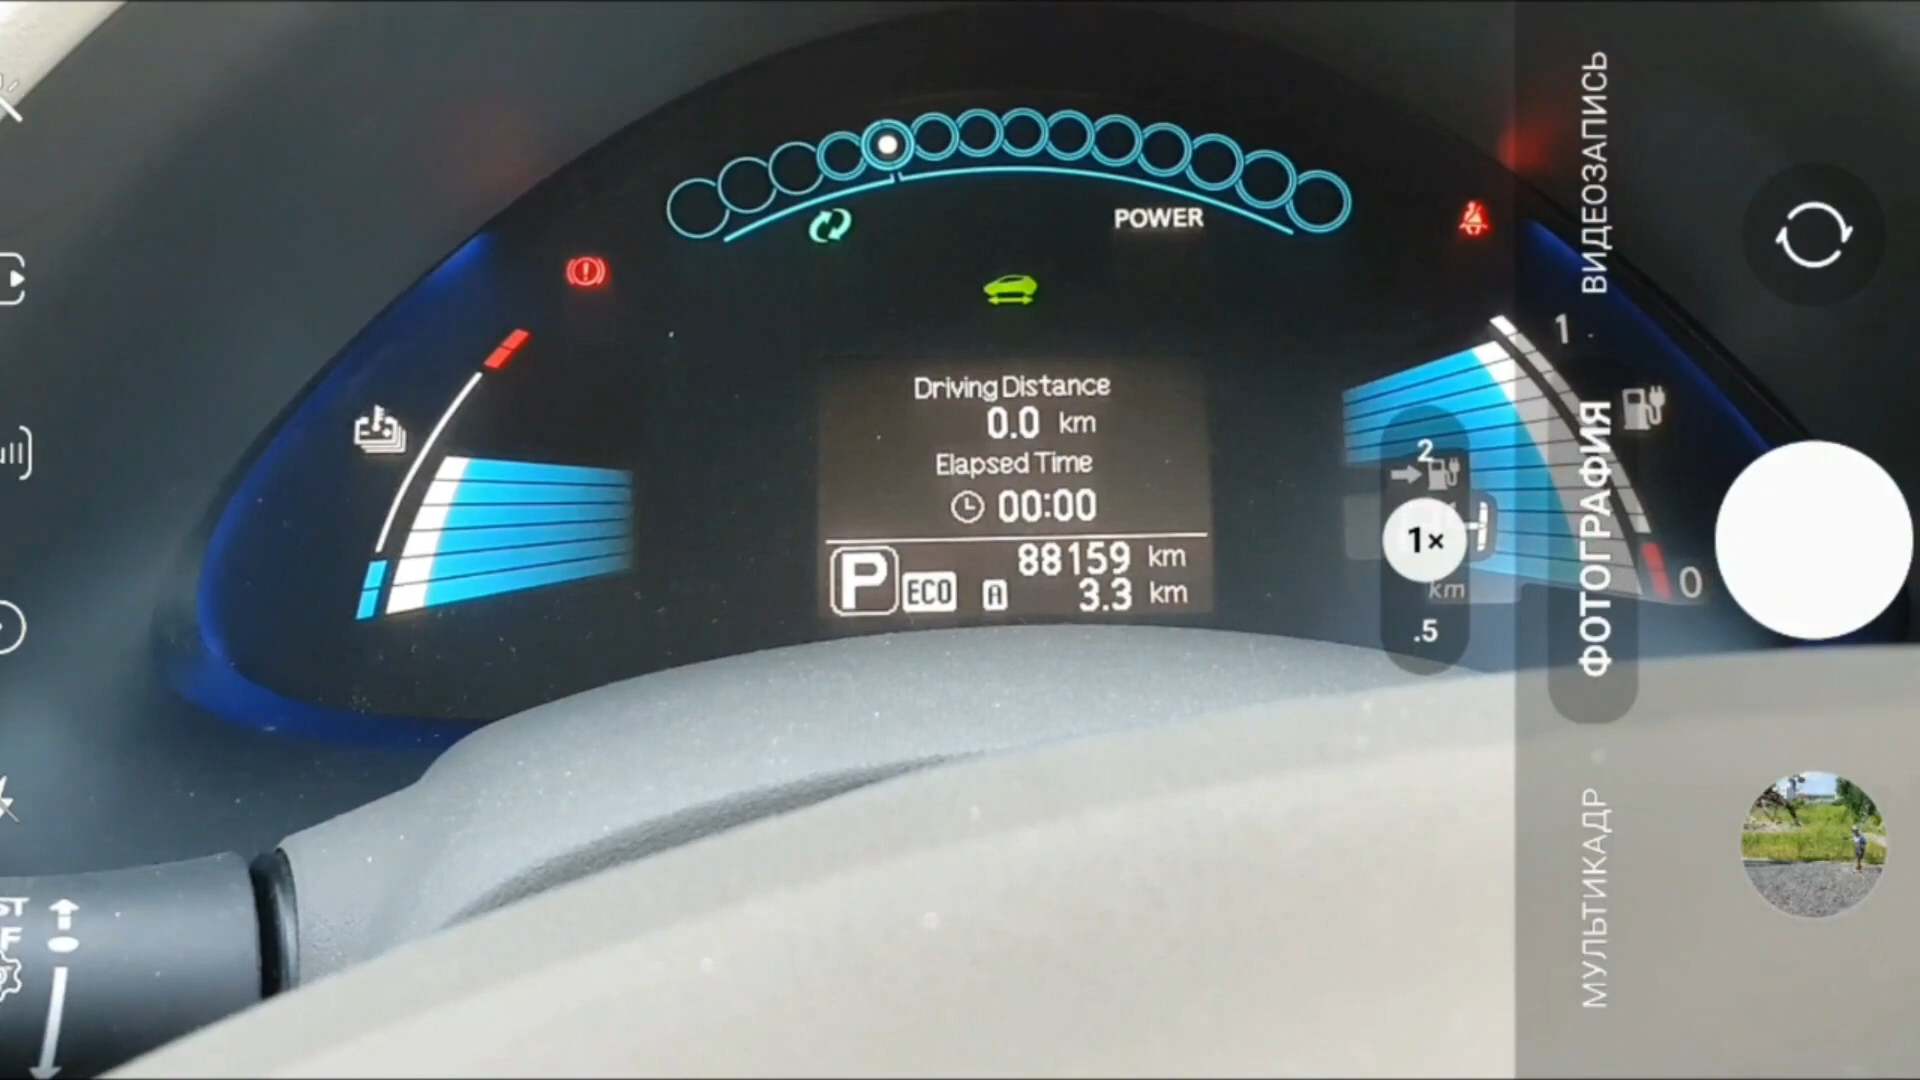 POWER
Driving Distance
0.0 km
Elapsed Time
00:00
P
88159 km
ECO
A
3.3 km
1
0
2
1×
km
.5
ВИДЕОЗАПИСЬ
ФОТОГРАФИЯ
МУЛЬТИКАДР